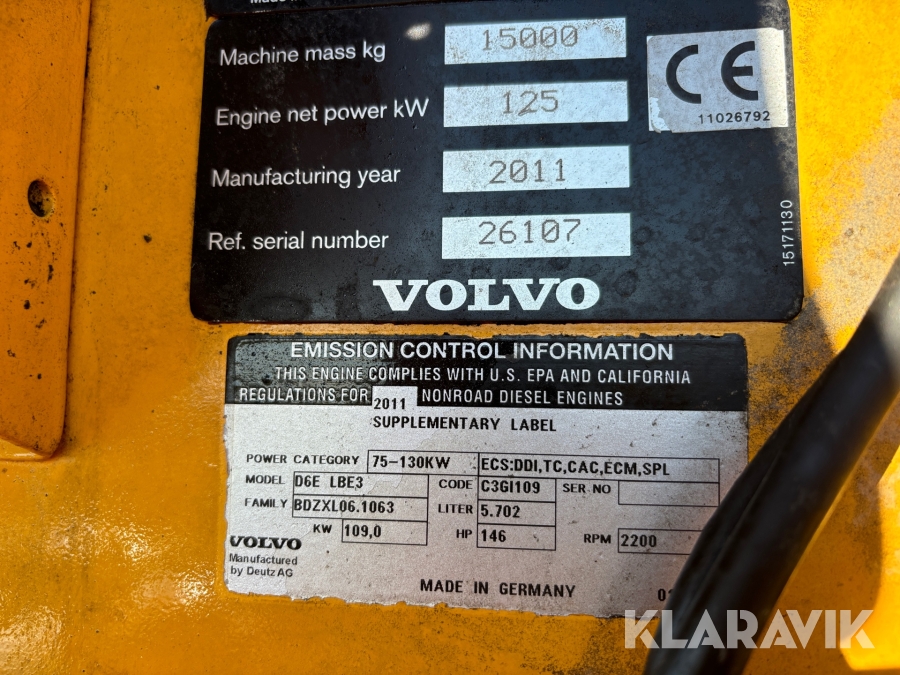 Made in
Machine mass kg 15000
Engine net power kW 125
CE
11026792
Manufacturing year 2011
Ref. serial number 26107
15171130
VOLVO
EMISSION CONTROL INFORMATION
THIS ENGINE COMPLIES WITH U.S. EPA AND CALIFORNIA
REGULATIONS FOR 2011 NONROAD DIESEL ENGINES
SUPPLEMENTARY LABEL
POWER CATEGORY 75-130KW ECS:DDI,TC,CAC,ECM,SPL
MODEL D6E LBE3 CODE C3GI109 SER-NO
FAMILY BDZXL06.1063 LITER 5.702
KW 109,0 HP 146 RPM 2200
VOLVO
Manufactured
by Deutz AG
MADE IN GERMANY
KLARAVIK